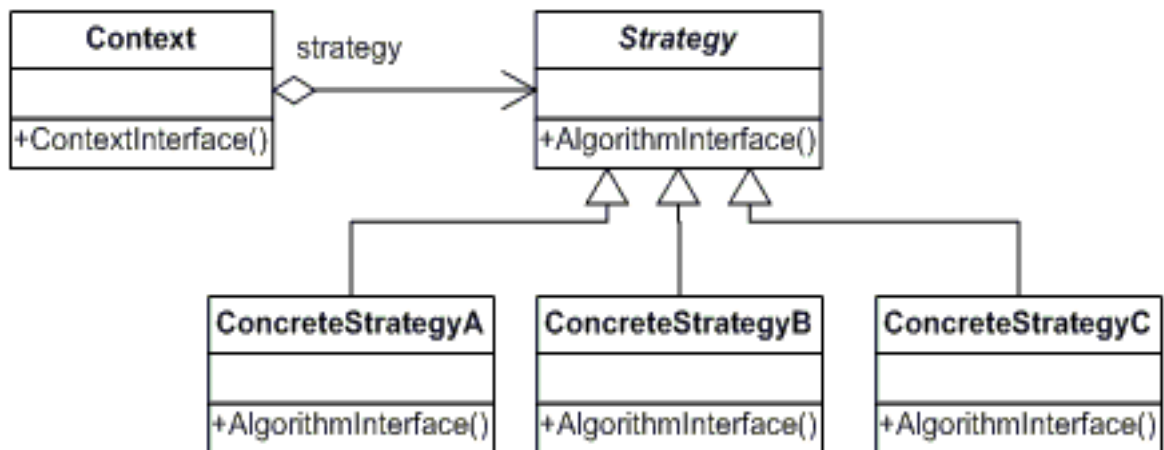 Context
strategy
Strategy
+ContextInterface()
+AlgorithmInterface()
ConcreteStrategyA
ConcreteStrategyB
ConcreteStrategyC
+AlgorithmInterface()
+AlgorithmInterface()
+AlgorithmInterface()